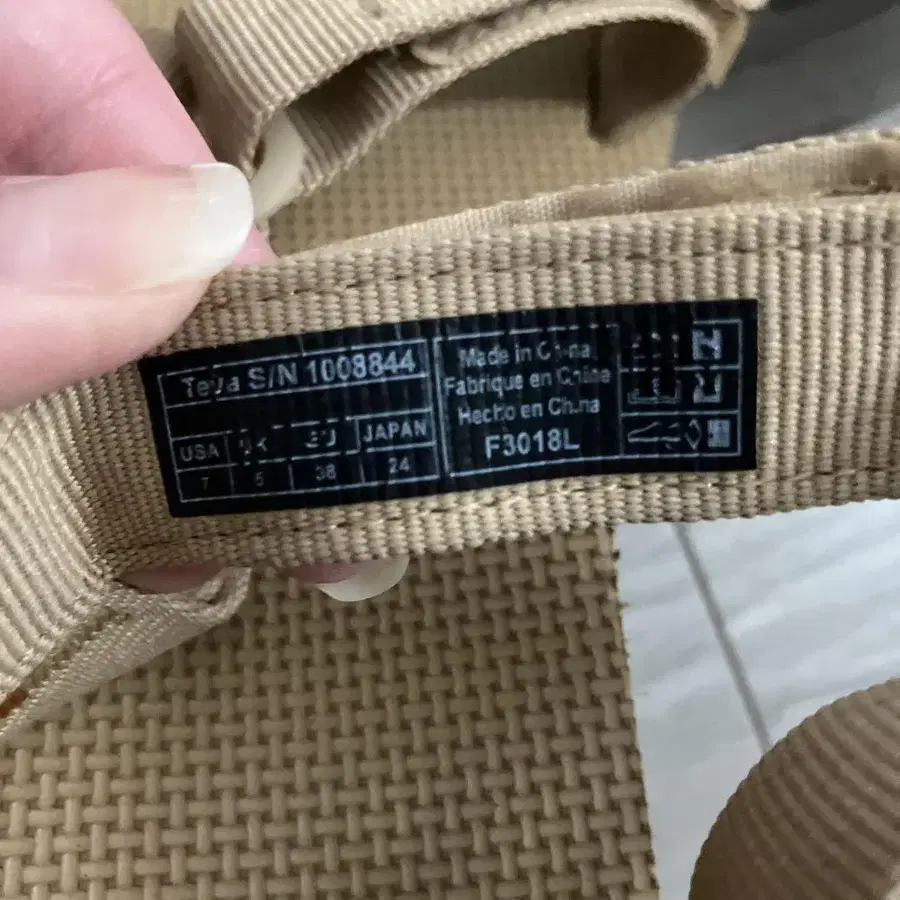 Teva S/N 1008844
USA UK EU JAPAN
7 5 38 24
Made in China
Fabrique en Chine
Hecho en China
F3018L